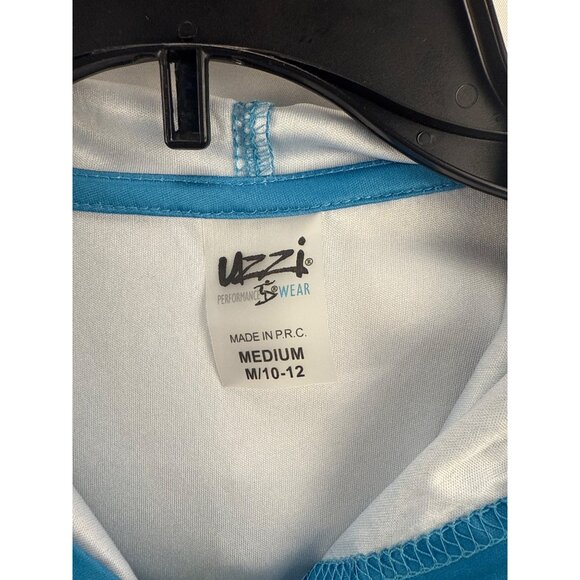 uzzi®
PERFORMANCE ® WEAR
MADE IN P.R.C.
MEDIUM
M/10-12